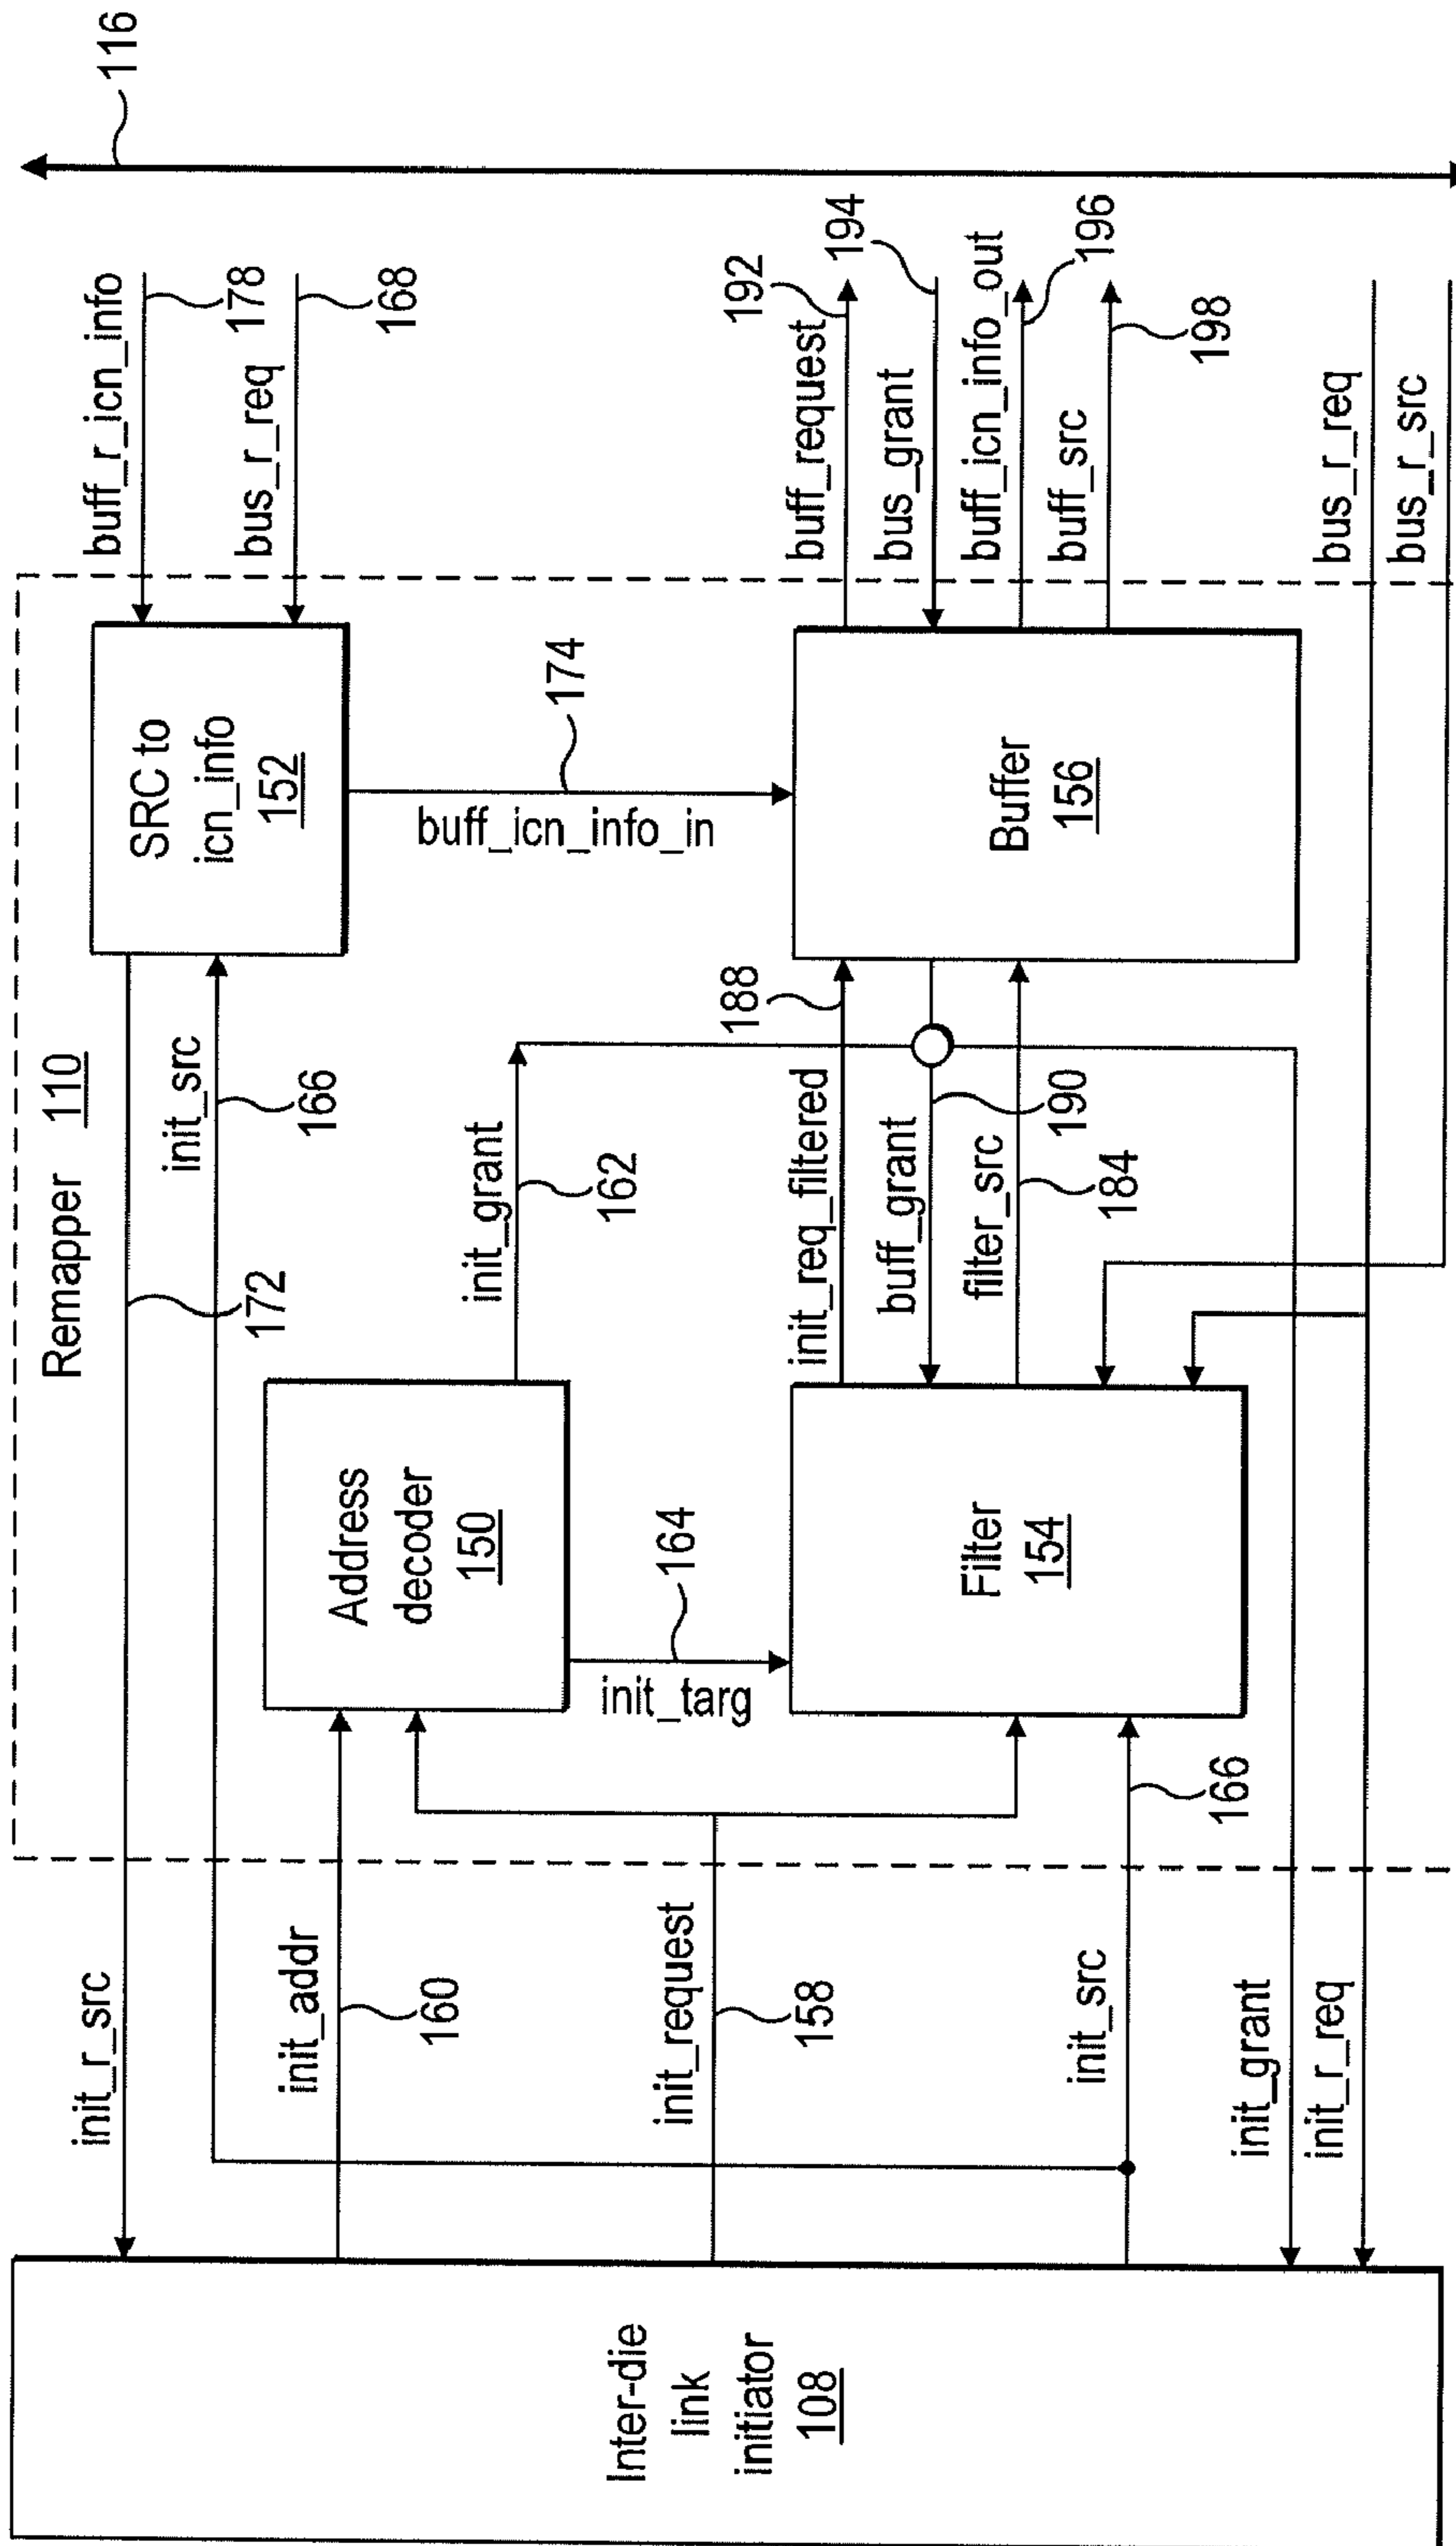 116
buff_r_icn_info
178
bus_r_req
168
192
buff_request
194
bus_grant
buff_icn_info_out
196
buff_src
198
bus_r_req
bus_r_src
Remapper 110
SRC to
icn_info
152
174
buff_icn_info_in
Buffer
156
init_src
166
172
init_grant
162
188
init_req_filtered
buff_grant
190
filter_src
184
Address
decoder
150
164
init_targ
Filter
154
166
init_r_src
init_addr
160
init_request
158
init_src
init_grant
init_r_req
Inter-die
link
initiator
108